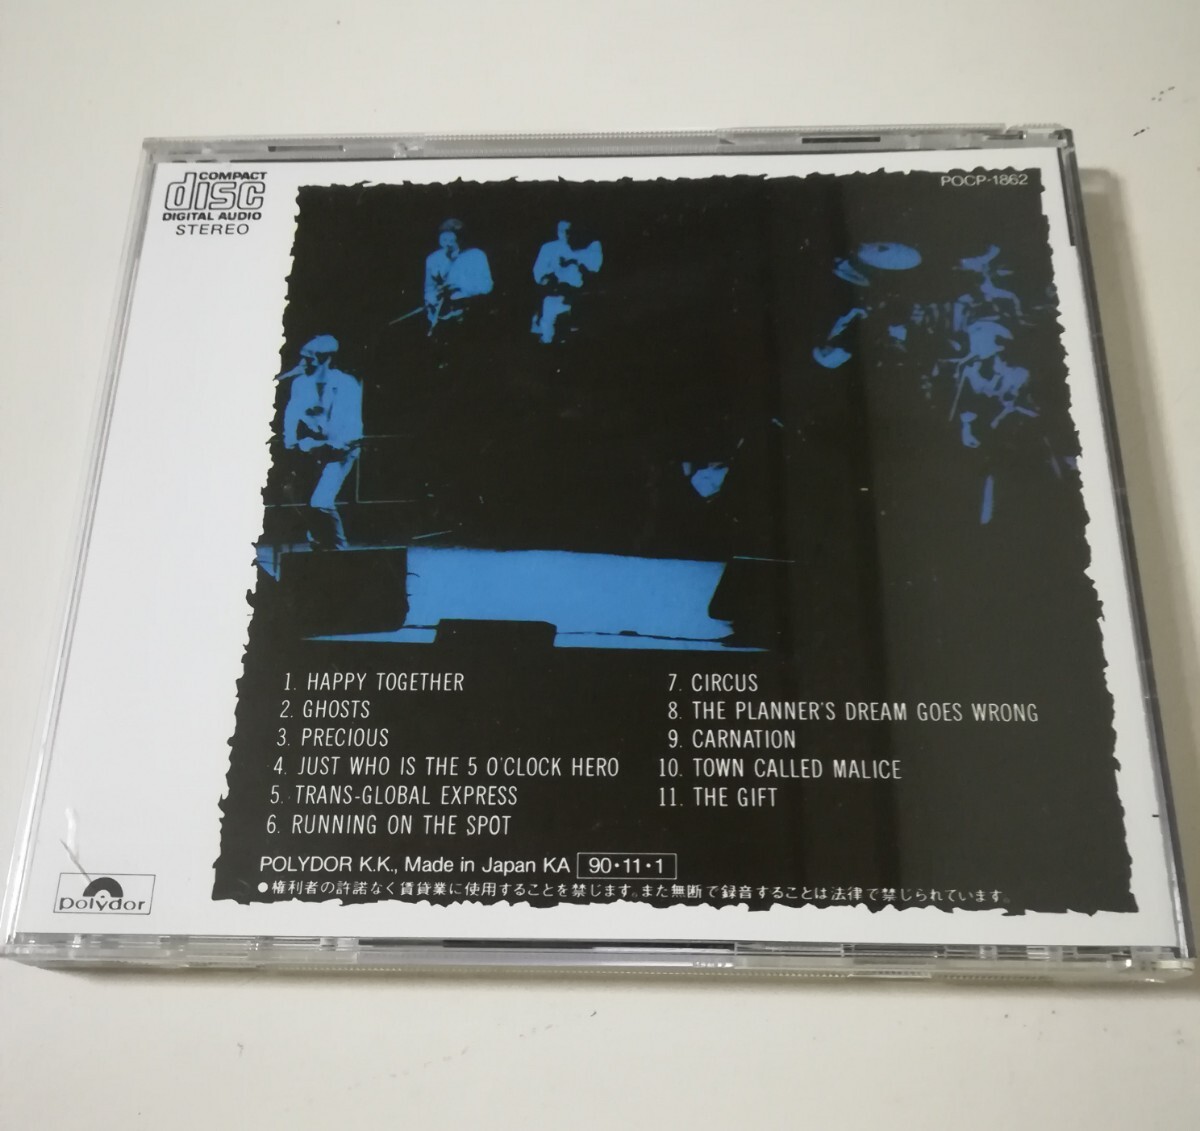 COMPACT
disc
DIGITAL AUDIO
STEREO
POCP-1862
1. HAPPY TOGETHER
2. GHOSTS
3. PRECIOUS
4. JUST WHO IS THE 5 O'CLOCK HERO
5. TRANS-GLOBAL EXPRESS
6. RUNNING ON THE SPOT
7. CIRCUS
8. THE PLANNER'S DREAM GOES WRONG
9. CARNATION
10. TOWN CALLED MALICE
11. THE GIFT
POLYDOR K.K., Made in Japan KA 90・11・1
●権利者の許諾なく賃貸業に使用することを禁じます。また無断で録音することは法律で禁じられています。
polydor